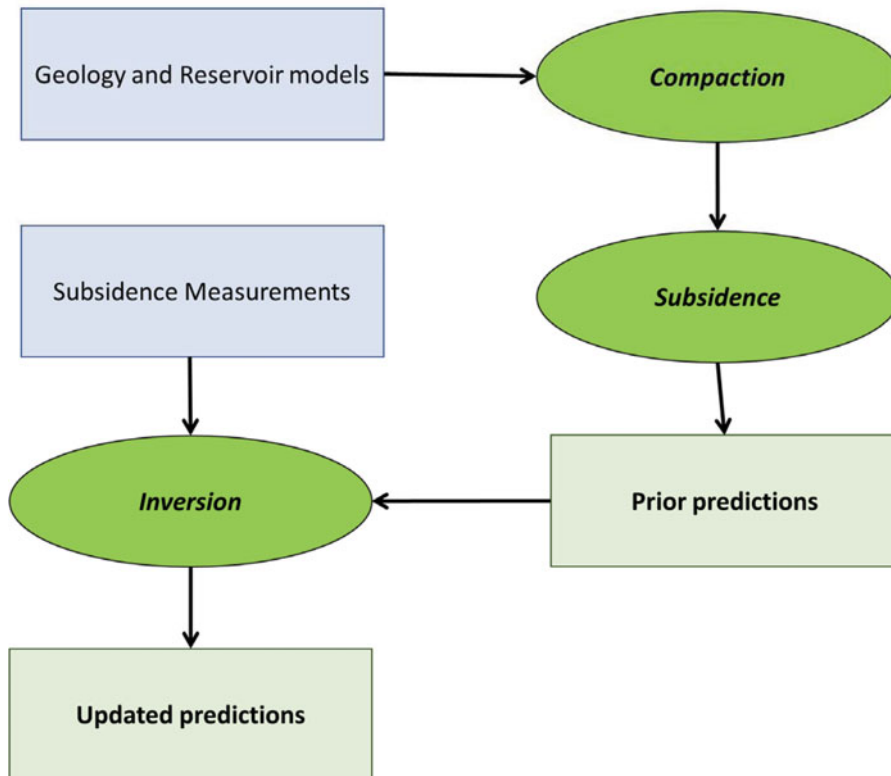 Geology and Reservoir models
Compaction
Subsidence Measurements
Subsidence
Inversion
Prior predictions
Updated predictions